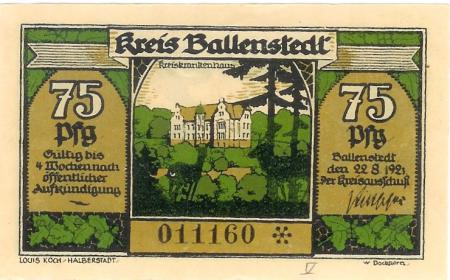 Kreis Ballenstedt
Kreiskrankenhaus
75
Pfg
Gültig bis
4 Wochen nach
öffentlicher
Aufkündigung
75
Pfg
Ballenstedt
den 22.8.1921
Der Kreisausschuß
011160 *
LOUIS KOCH - HALBERSTADT.
V
W